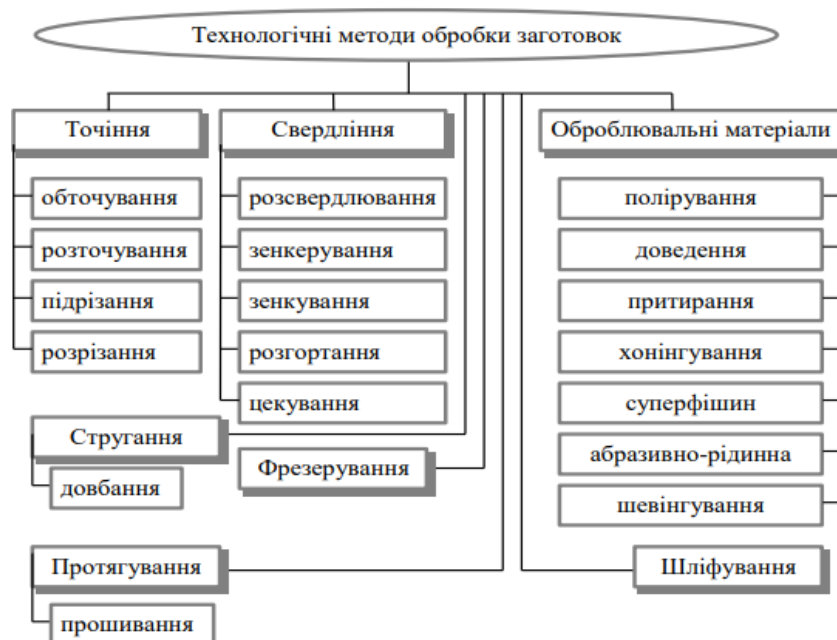 Технологічні методи обробки заготовок
Точіння
обточування
розточування
підрізання
розрізання
Свердління
розсвердлювання
зенкерування
зенкування
розгортання
цекування
Оброблювальні матеріали
полірування
доведення
притирання
хонінгування
суперфішин
абразивно-рідинна
шевінгування
Стругання
довбання
Фрезерування
Протягування
прошивання
Шліфування